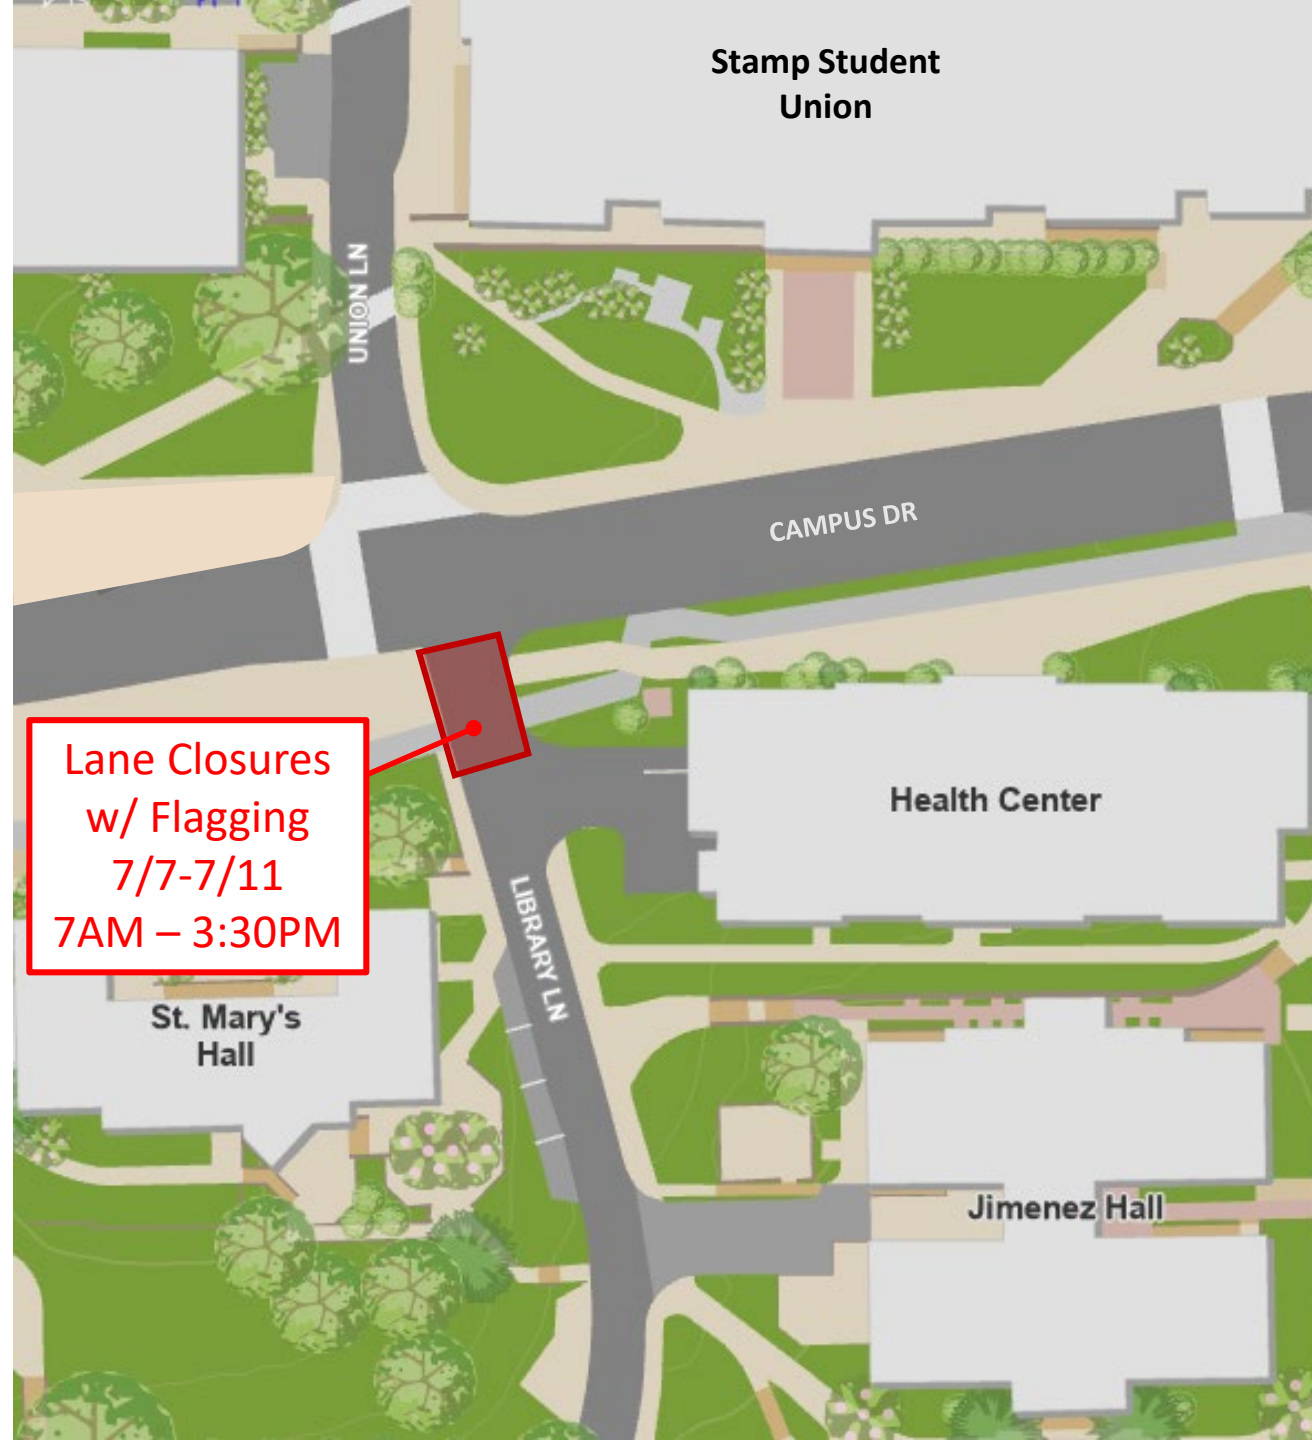 Stamp Student
Union
UNION LN
CAMPUS DR
Lane Closures
w/ Flagging
7/7-7/11
7AM – 3:30PM
Health Center
LIBRARY LN
St. Mary's
Hall
Jimenez Hall